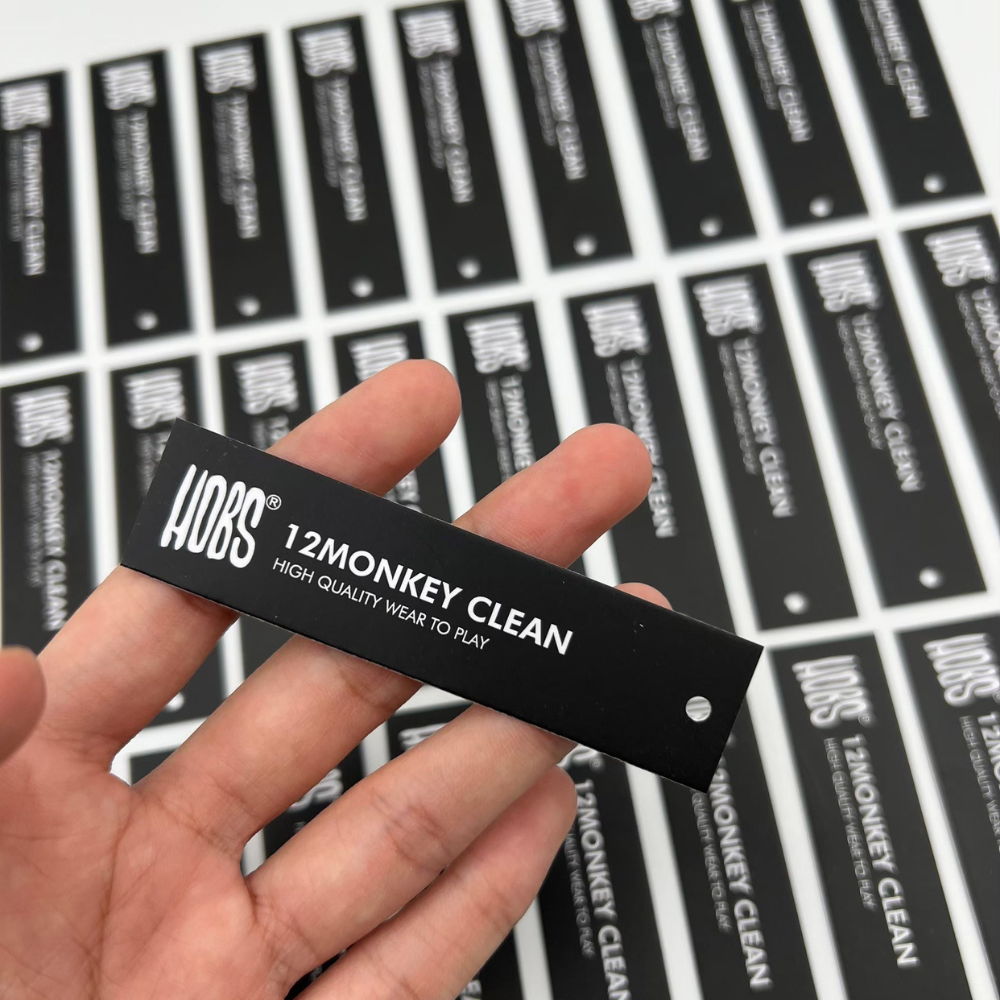 HOBS®
12MONKEY CLEAN
HIGH QUALITY WEAR TO PLAY